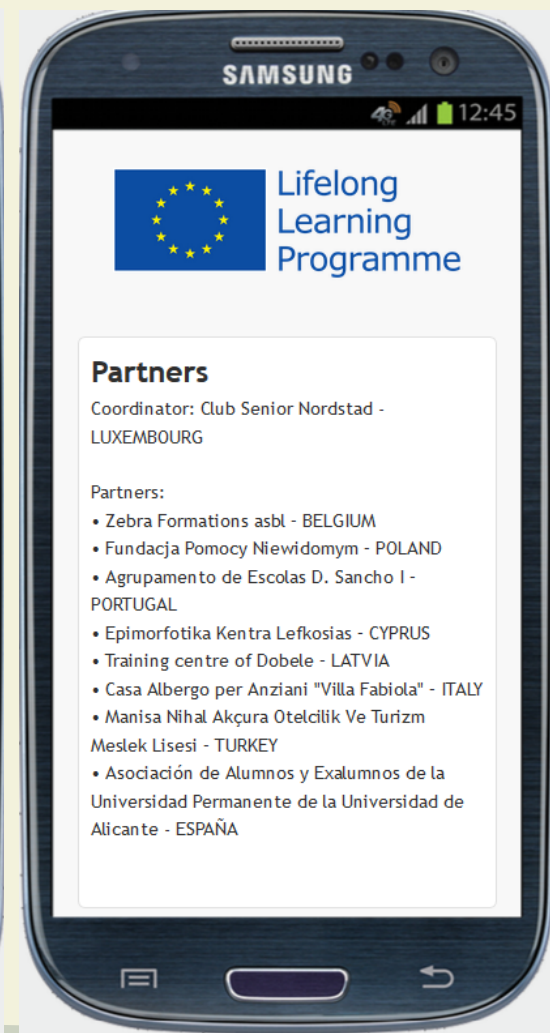 SAMSUNG
12:45
Lifelong
Learning
Programme
Partners
Coordinator: Club Senior Nordstad -
LUXEMBOURG
Partners:
• Zebra Formations asbl - BELGIUM
• Fundacja Pomocy Niewidomym - POLAND
• Agrupamento de Escolas D. Sancho I -
PORTUGAL
• Epimorfotika Kentra Lefkosias - CYPRUS
• Training centre of Dobele - LATVIA
• Casa Albergo per Anziani "Villa Fabiola" - ITALY
• Manisa Nihal Akçura Otelcilik Ve Turizm
Meslek Lisesi - TURKEY
• Asociación de Alumnos y Exalumnos de la
Universidad Permanente de la Universidad de
Alicante - ESPAÑA